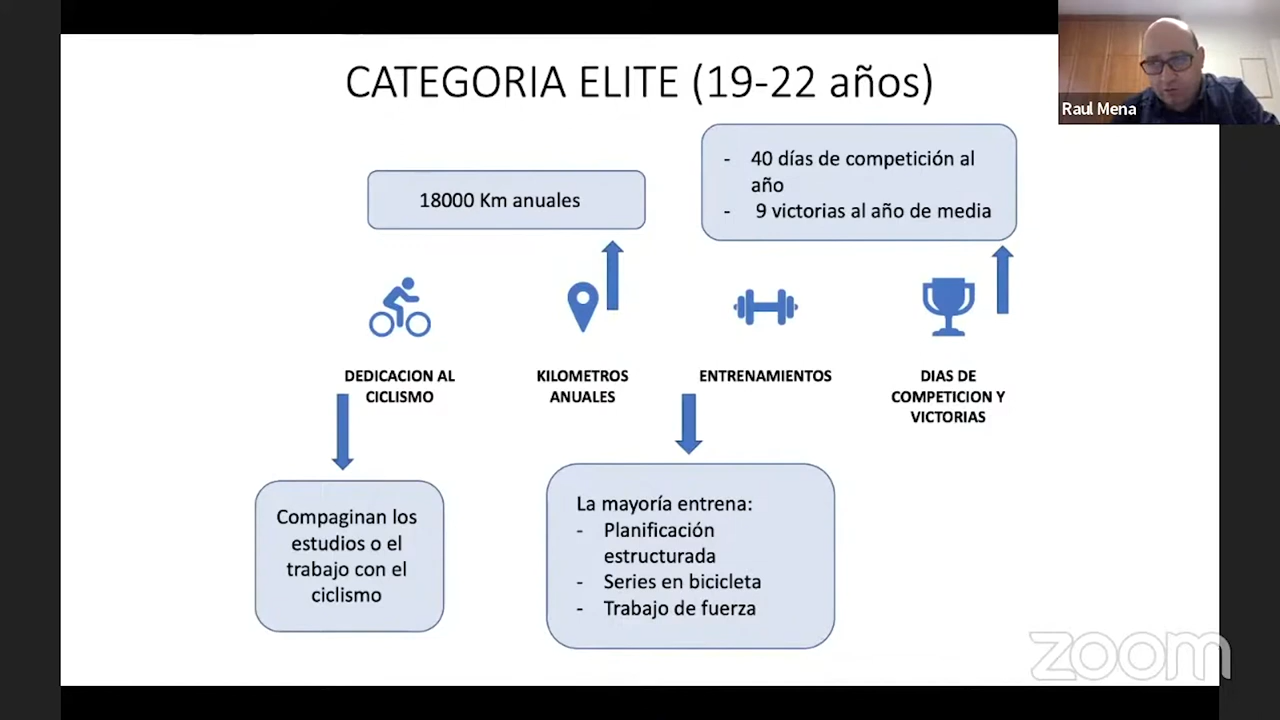 CATEGORIA ELITE (19-22 años)
Raul Mena
18000 Km anuales
- 40 días de competición al
año
- 9 victorias al año de media
DEDICACION AL
CICLISMO
KILOMETROS
ANUALES
ENTRENAMIENTOS
DIAS DE
COMPETICION Y
VICTORIAS
Compaginan los
estudios o el
trabajo con el
ciclismo
La mayoría entrena:
- Planificación
estructurada
- Series en bicicleta
- Trabajo de fuerza
zoom